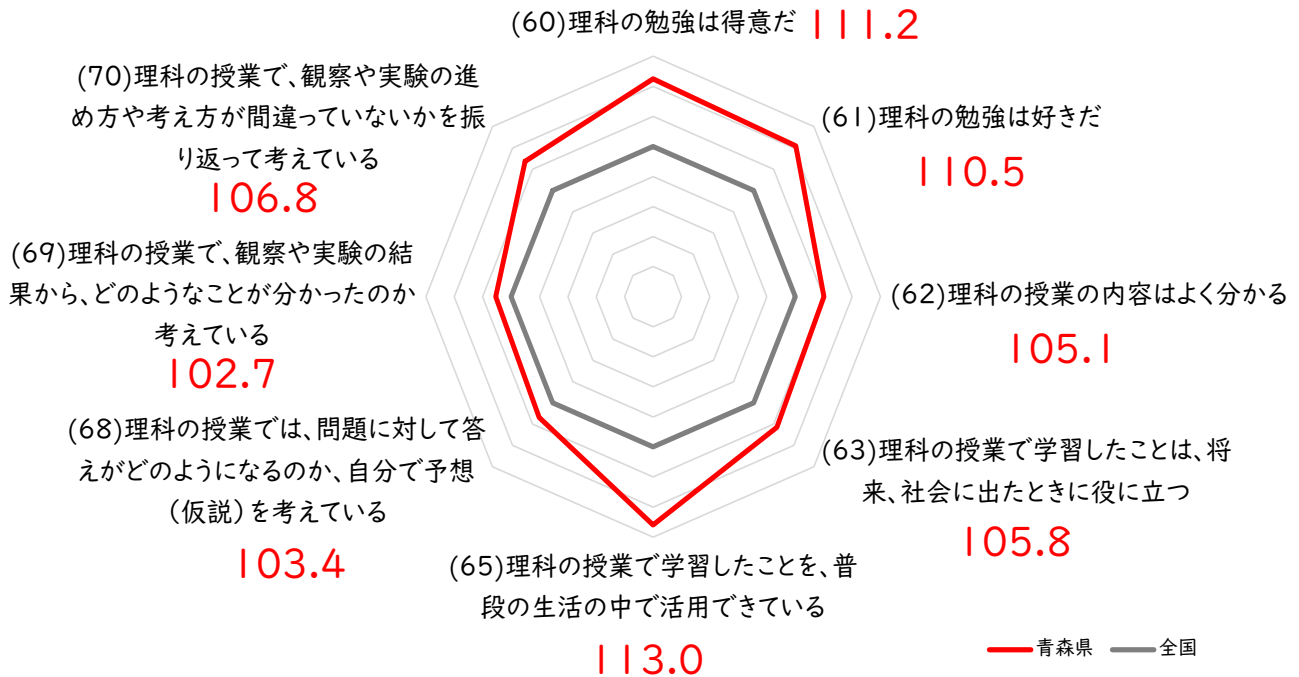 (60)理科の勉強は得意だ 111.2
(61)理科の勉強は好きだ
110.5
(62)理科の授業の内容はよく分かる
105.1
(63)理科の授業で学習したことは、将
来、社会に出たときに役に立つ
105.8
(65)理科の授業で学習したことを、普
段の生活の中で活用できている
113.0
(68)理科の授業では、問題に対して答
えがどのようになるのか、自分で予想
(仮説)を考えている
103.4
(69)理科の授業で、観察や実験の結
果から、どのようなことが分かったのか
考えている
102.7
(70)理科の授業で、観察や実験の進
め方や考え方が間違っていないかを振
り返って考えている
106.8
青森県 全国